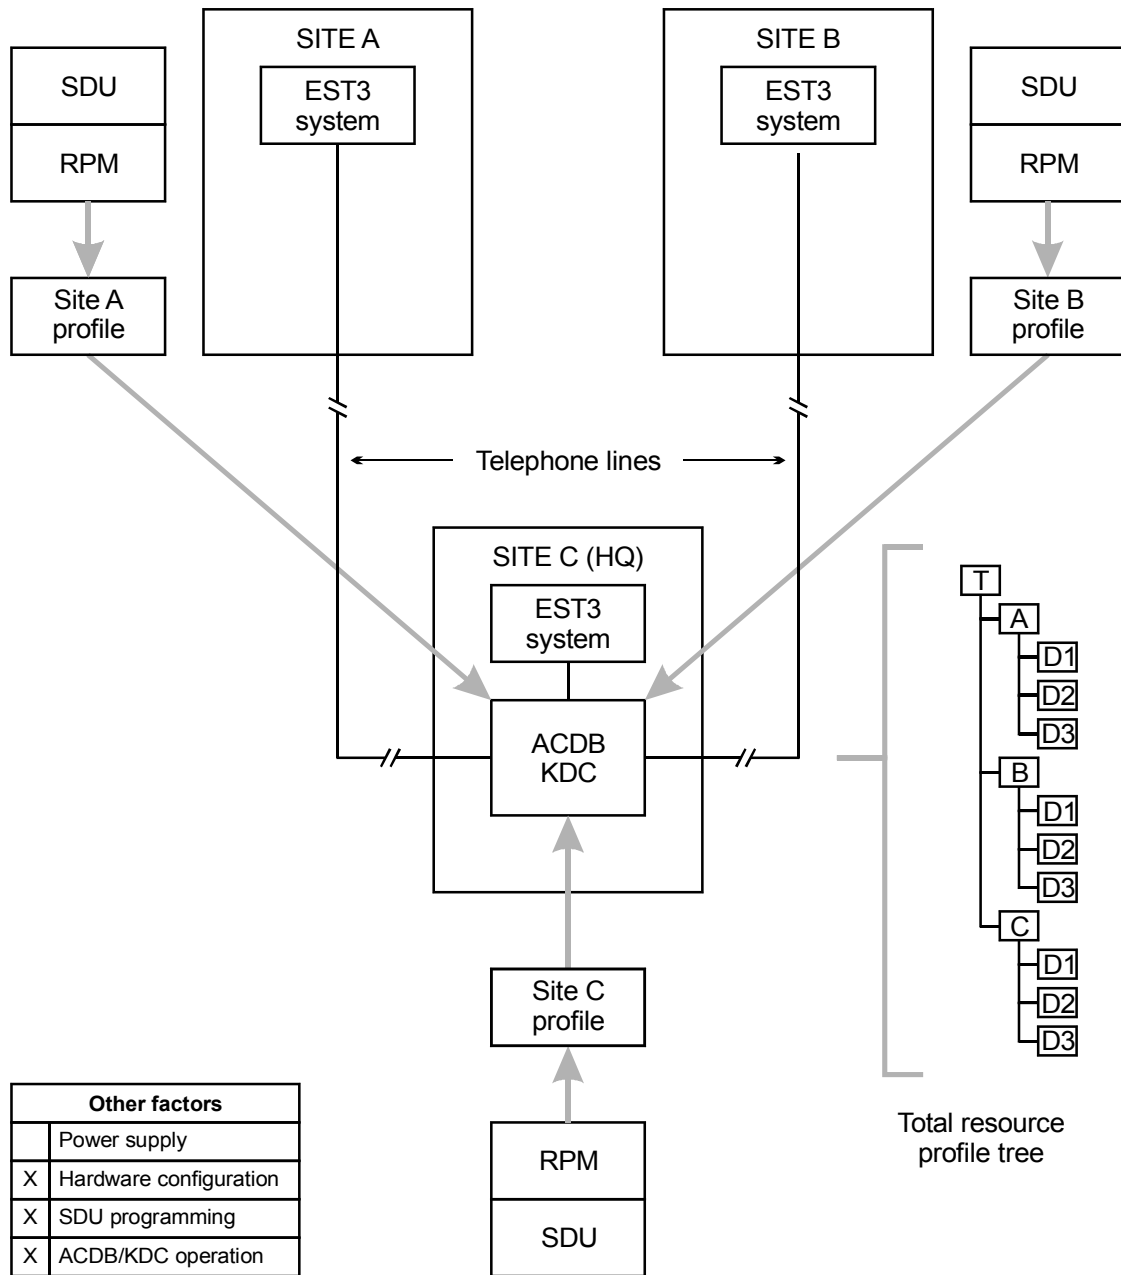 SITE A
SITE B
SDU
RPM
EST3
system
EST3
system
SDU
RPM
Site A
profile
Site B
profile
Telephone lines
SITE C (HQ)
EST3
system
ACDB
KDC
T
A
D1
D2
D3
B
D1
D2
D3
C
D1
D2
D3
Site C
profile
RPM
SDU
Total resource
profile tree
Other factors
Power supply
X Hardware configuration
X SDU programming
X ACDB/KDC operation